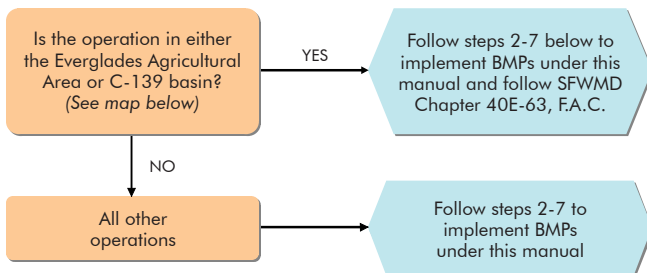 Is the operation in either
the Everglades Agricultural
Area or C-139 basin?
(See map below)
YES
Follow steps 2-7 below to
implement BMPs under this
manual and follow SFWMD
Chapter 40E-63, F.A.C.
NO
All other
operations
Follow steps 2-7 to
implement BMPs
under this manual